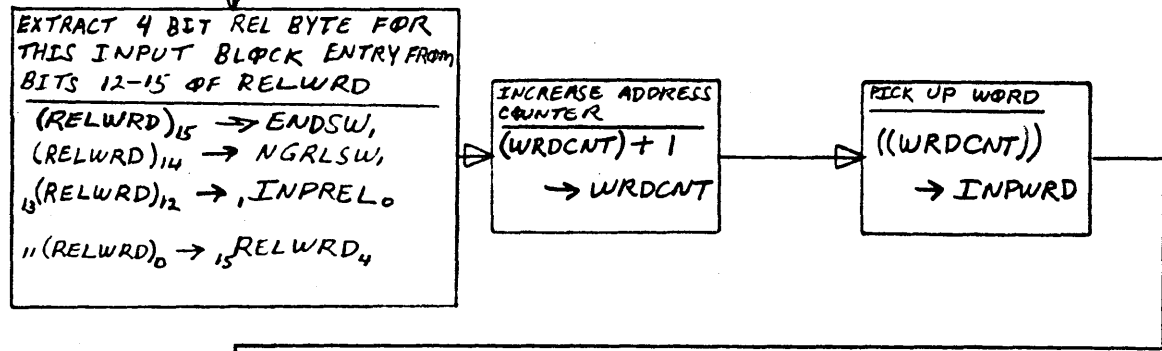 EXTRACT 4 BIT REL BYTE FOR
THIS INPUT BLOCK ENTRY FROM
BITS 12-15 OF RELWRD
(RELWRD)₁₅ → ENDSW,
(RELWRD)₁₄ → NGRLSW,
₁₃(RELWRD)₁₂ → ₁INPREL₀
₁₁(RELWRD)₀ → ₁₅RELWRD₄
INCREASE ADDRESS
COUNTER
(WRDCNT) + 1
→ WRDCNT
PICK UP WORD
((WRDCNT))
→ INPWRD